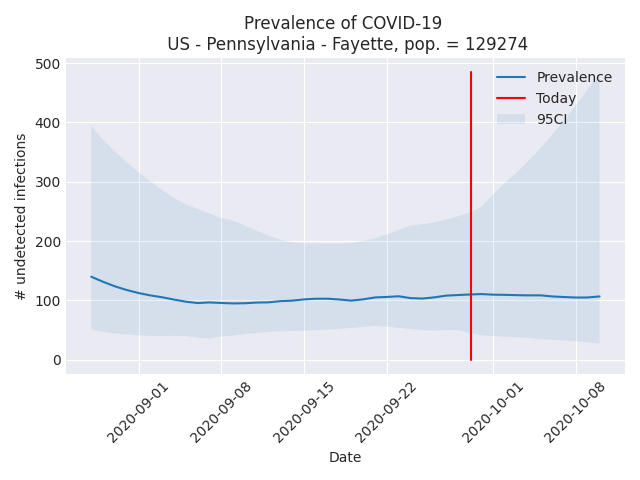 Prevalence of COVID-19
US - Pennsylvania - Fayette, pop. = 129274
Prevalence
Today
95CI
# undetected infections
500
400
300
200
100
0
2020-09-01
2020-09-08
2020-09-15
2020-09-22
2020-10-01
2020-10-08
Date